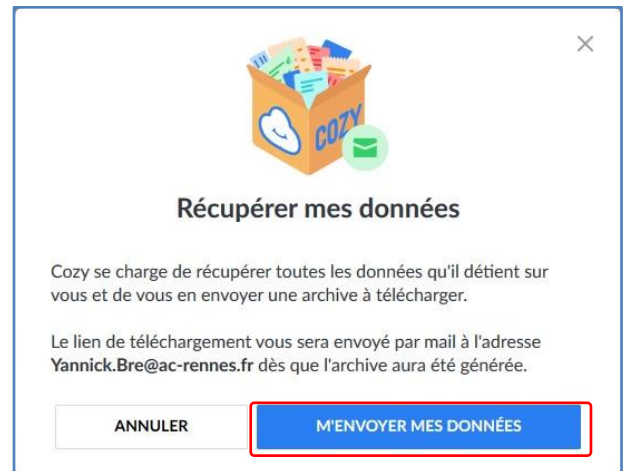 COZY
Récupérer mes données
Cozy se charge de récupérer toutes les données qu'il détient sur
vous et de vous en envoyer une archive à télécharger.
Le lien de téléchargement vous sera envoyé par mail à l'adresse
Yannick.Bre@ac-rennes.fr dès que l'archive aura été générée.
ANNULER
M'ENVOYER MES DONNÉES